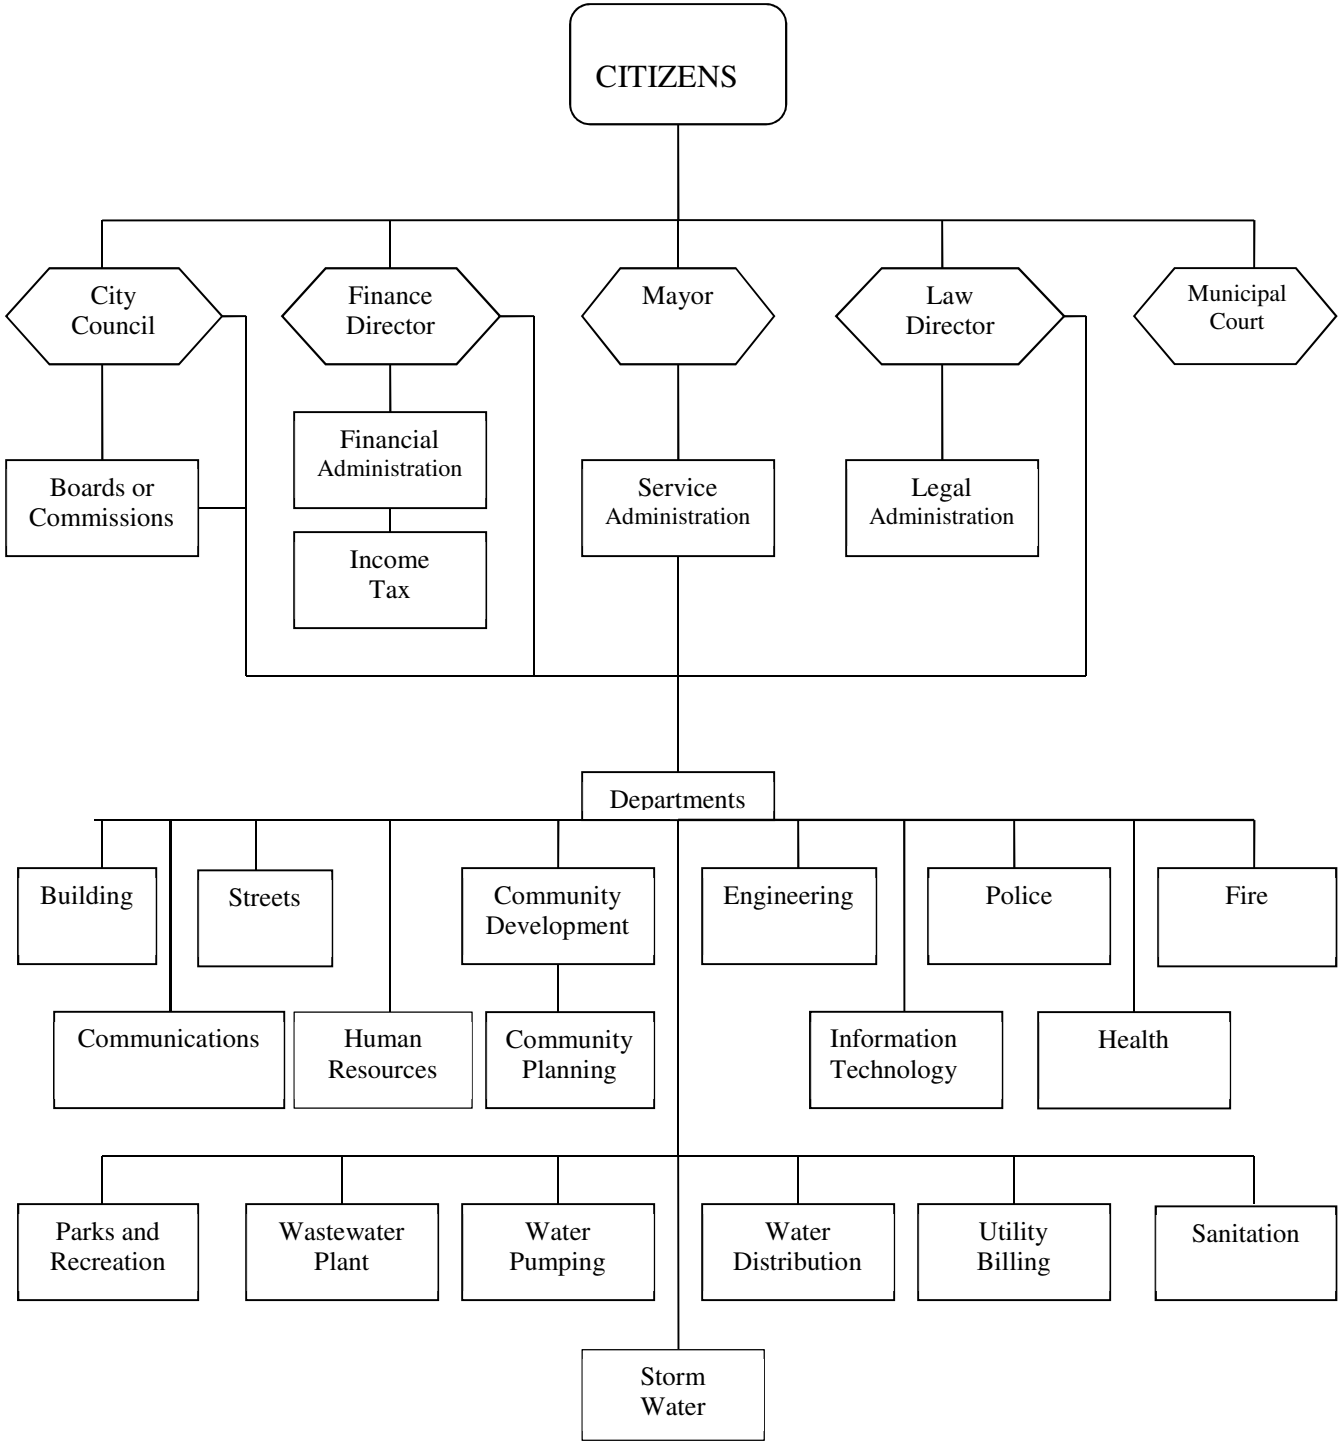 CITIZENS
City
Council
Finance
Director
Mayor
Law
Director
Municipal
Court
Financial
Administration
Boards or
Commissions
Service
Administration
Legal
Administration
Income
Tax
Departments
Building
Streets
Community
Development
Engineering
Police
Fire
Communications
Human
Resources
Community
Planning
Information
Technology
Health
Parks and
Recreation
Wastewater
Plant
Water
Pumping
Water
Distribution
Utility
Billing
Sanitation
Storm
Water